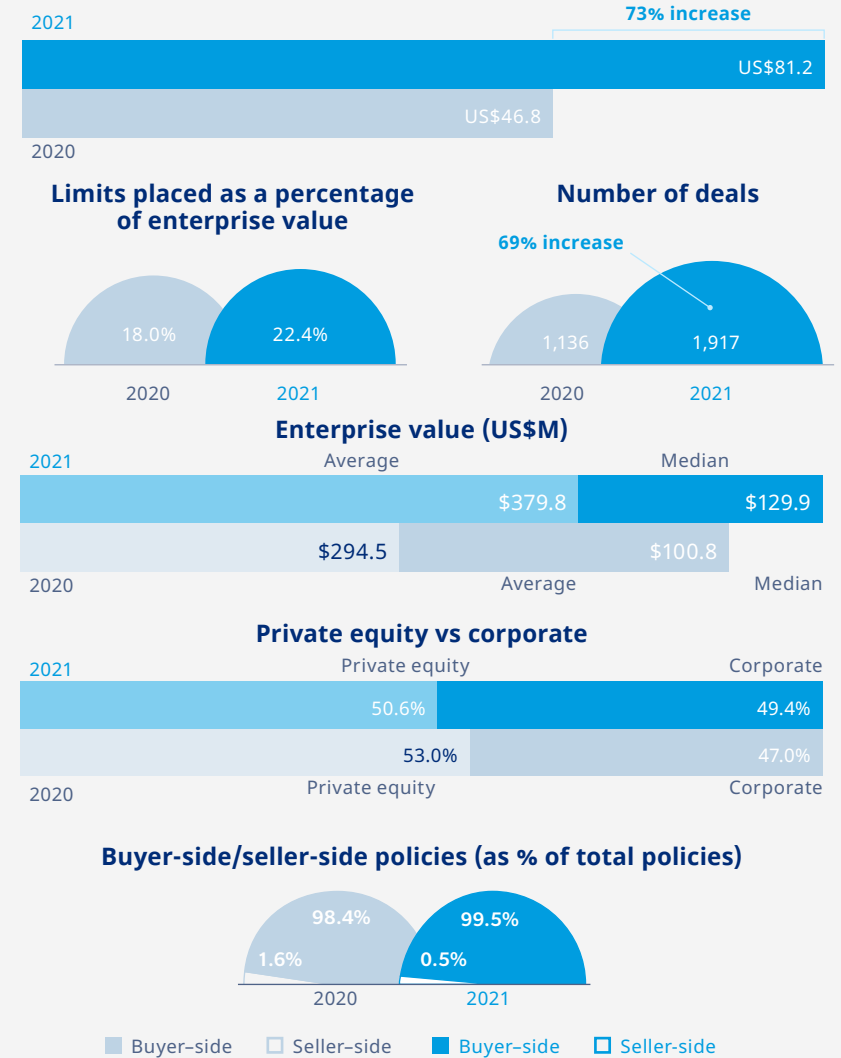 73% increase
2021
US$81.2
US$46.8
2020
Limits placed as a percentage
of enterprise value
Number of deals
69% increase
18.0%
22.4%
1,136
1,917
2020
2021
2020
2021
Enterprise value (US$M)
2021
Average
Median
$379.8
$129.9
$294.5
$100.8
2020
Average
Median
Private equity vs corporate
2021
Private equity
Corporate
50.6%
49.4%
53.0%
47.0%
2020
Private equity
Corporate
Buyer-side/seller-side policies (as % of total policies)
98.4%
99.5%
1.6%
0.5%
2020
2021
Buyer–side
Seller–side
Buyer–side
Seller-side